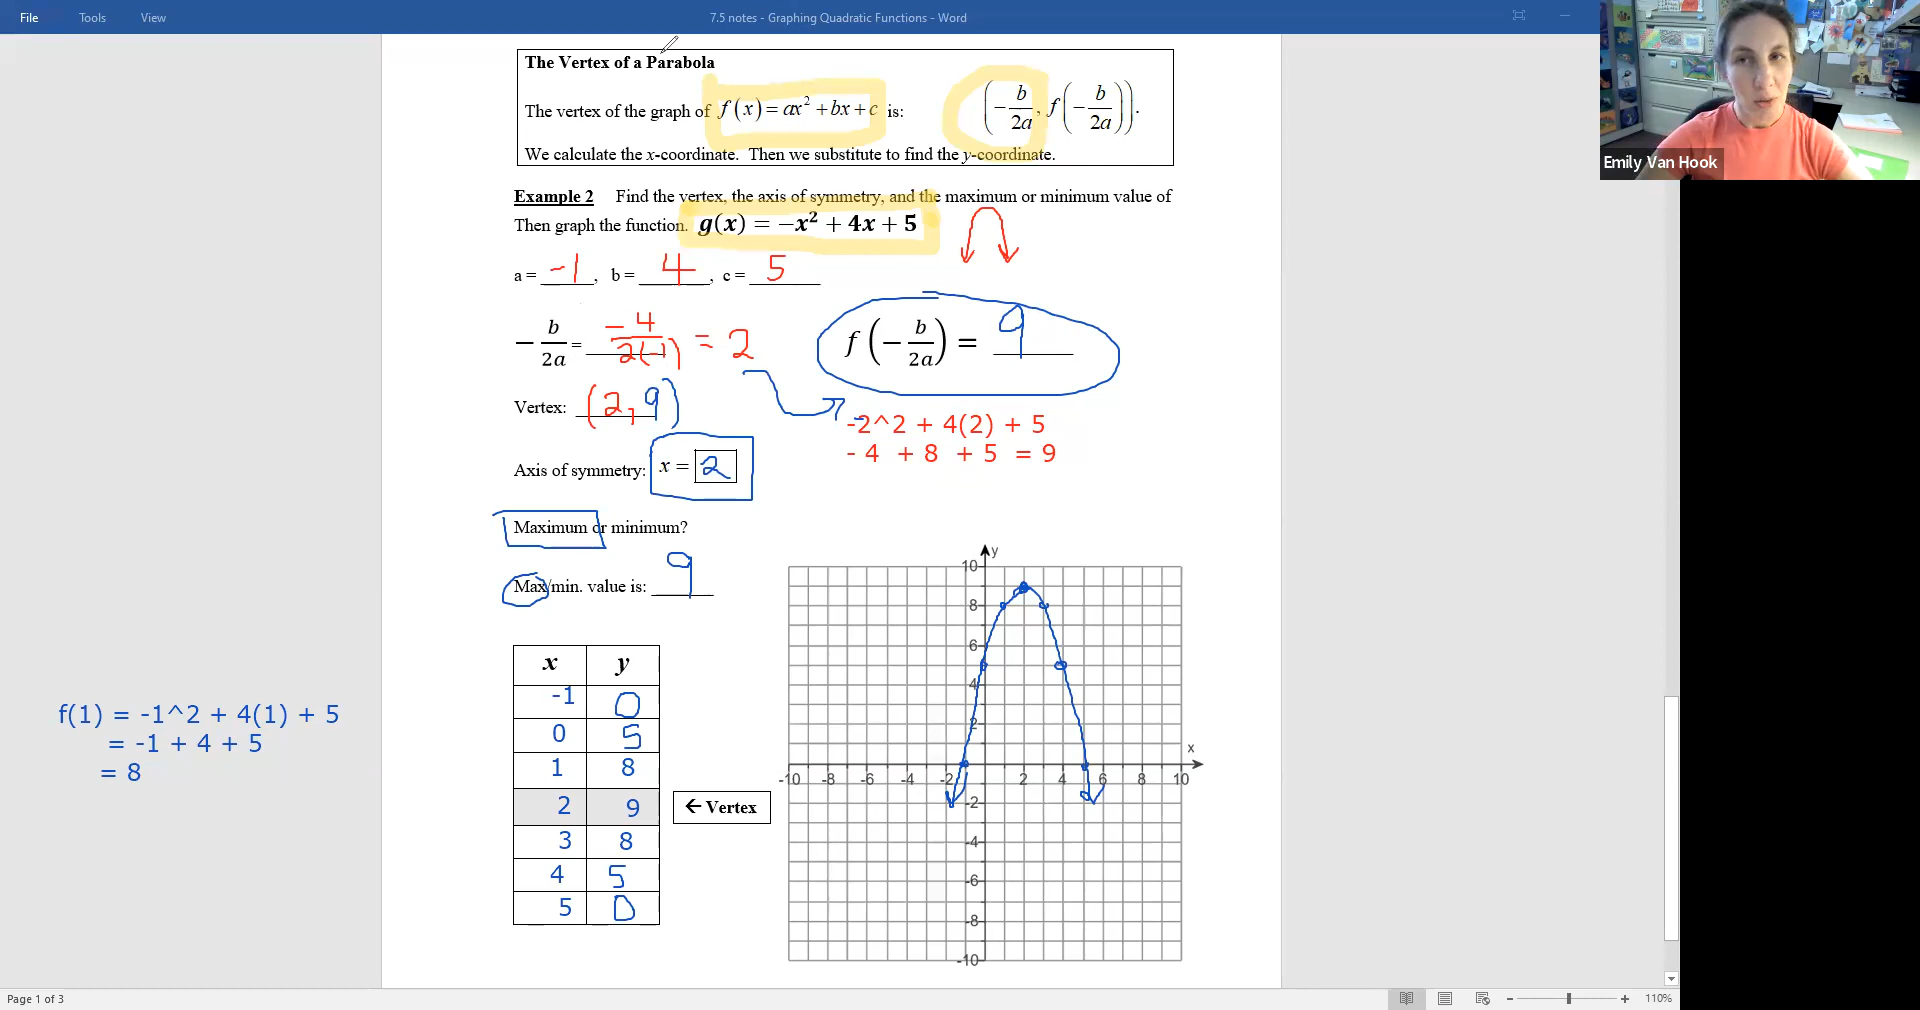 File Tools View 7.5 notes - Graphing Quadratic Functions - Word
Emily Van Hook
The Vertex of a Parabola
The vertex of the graph of f(x) = ax² + bx + c is: (-b/2a, f(-b/2a)).
We calculate the x-coordinate. Then we substitute to find the y-coordinate.
Example 2 Find the vertex, the axis of symmetry, and the maximum or minimum value of
Then graph the function. g(x) = −x² + 4x + 5
a = -1, b = 4, c = 5
-b/2a = -4/2(-1) = 2
f(-b/2a) = 9
Vertex: (2, 9)
-2^2 + 4(2) + 5
- 4 + 8 + 5 = 9
Axis of symmetry: x = 2
Maximum or minimum?
Max/min. value is: 9
x y
-1 0
0 5
1 8
2 9
← Vertex
3 8
4 5
5 0
f(1) = -1^2 + 4(1) + 5
= -1 + 4 + 5
= 8
y
10
8
6
4
2
x
-10 -8 -6 -4 -2 2 4 6 8 10
-2
-4
-6
-8
-10
Page 1 of 3
110%